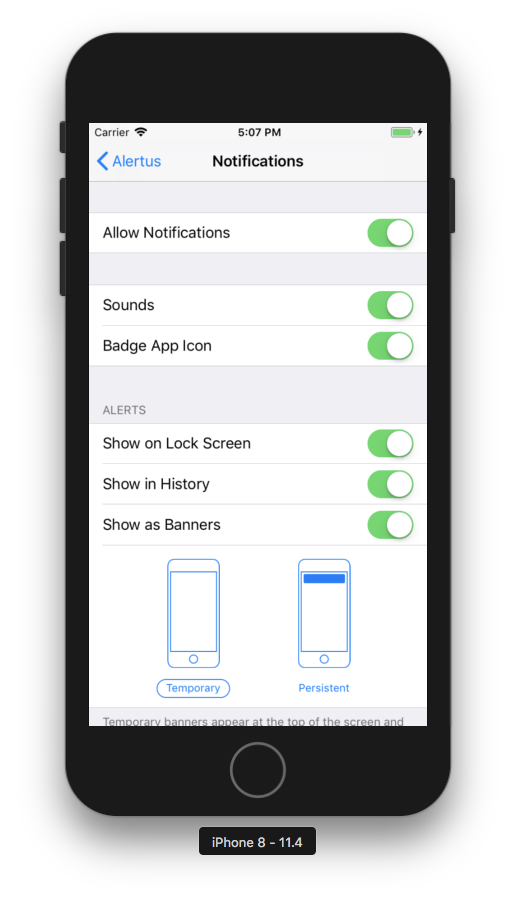 Carrier 5:07 PM
Alertus Notifications
Allow Notifications
Sounds
Badge App Icon
ALERTS
Show on Lock Screen
Show in History
Show as Banners
Temporary Persistent
Temporary banners appear at the top of the screen and
iPhone 8 - 11.4